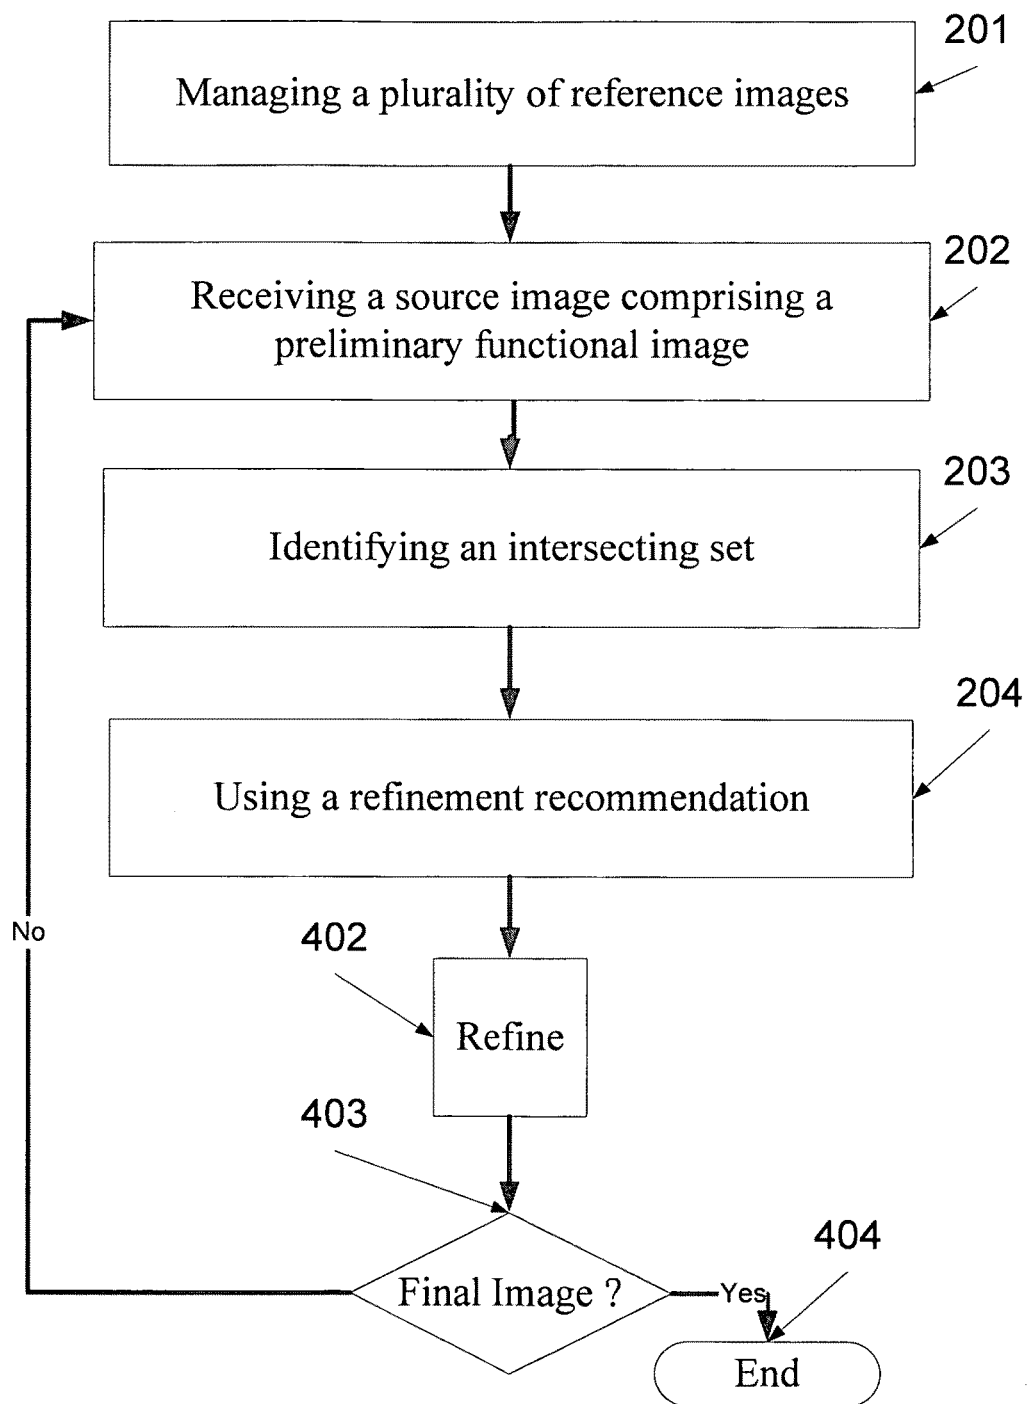 201
Managing a plurality of reference images
202
Receiving a source image comprising a
preliminary functional image
203
Identifying an intersecting set
204
Using a refinement recommendation
No
402
Refine
403
404
Final Image ?
Yes
End